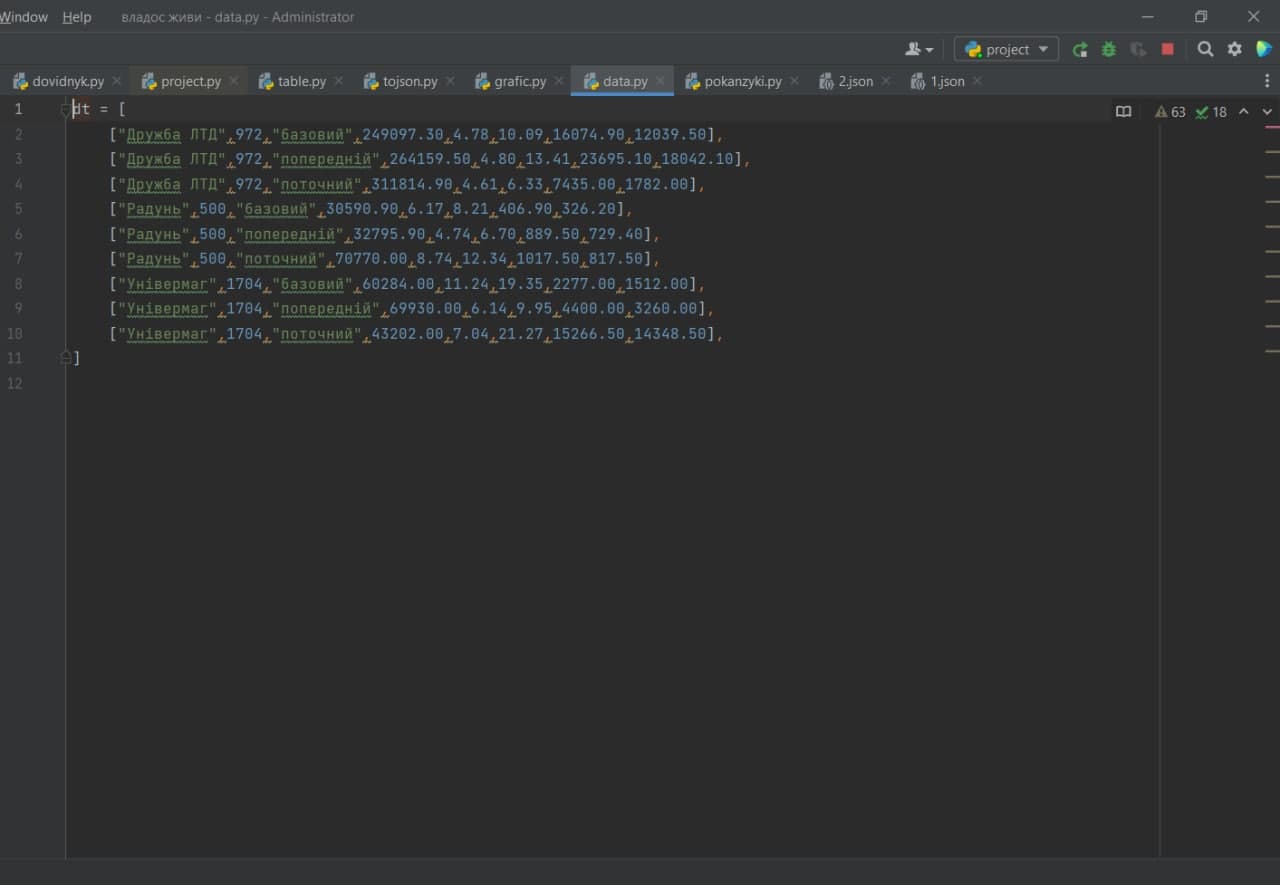 Window Help владос живи - data.py - Administrator
project
dovidnyk.py project.py table.py tojson.py grafic.py data.py pokanzyki.py 2.json 1.json
1 dt = [ 63 18
2 ["Дружба ЛТД",972,"базовий",249097.30,4.78,10.09,16074.90,12039.50],
3 ["Дружба ЛТД",972,"попередній",264159.50,4.80,13.41,23695.10,18042.10],
4 ["Дружба ЛТД",972,"поточний",311814.90,4.61,6.33,7435.00,1782.00],
5 ["Радунь",500,"базовий",30590.90,6.17,8.21,406.90,326.20],
6 ["Радунь",500,"попередній",32795.90,4.74,6.70,889.50,729.40],
7 ["Радунь",500,"поточний",70770.00,8.74,12.34,1017.50,817.50],
8 ["Універмаг",1704,"базовий",60284.00,11.24,19.35,2277.00,1512.00],
9 ["Універмаг",1704,"попередній",69930.00,6.14,9.95,4400.00,3260.00],
10 ["Універмаг",1704,"поточний",43202.00,7.04,21.27,15266.50,14348.50],
11 ]
12